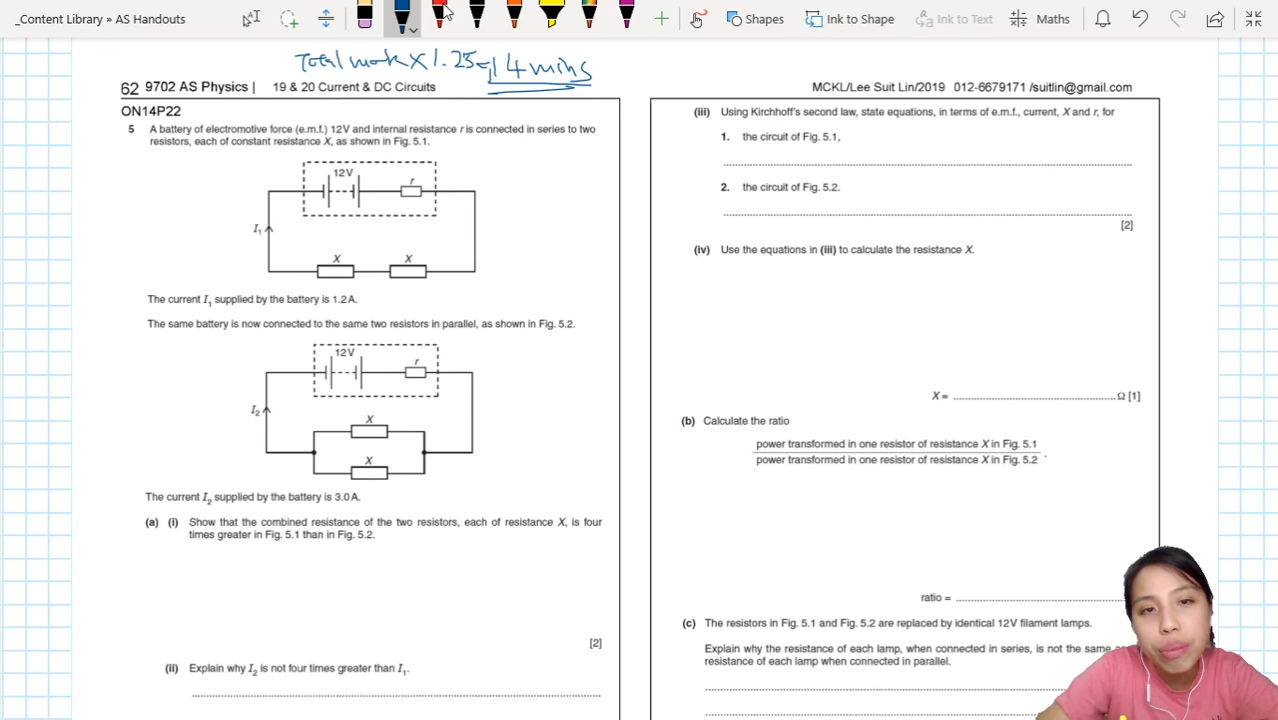 _Content Library » AS Handouts
Shapes
Ink to Shape
Ink to Text
Maths
Total mark X 1.25 = 14 mins
62 9702 AS Physics | 19 & 20 Current & DC Circuits
ON14P22
5 A battery of electromotive force (e.m.f.) 12V and internal resistance r is connected in series to two
resistors, each of constant resistance X, as shown in Fig. 5.1.
12V
r
I₁
X X
The current I₁ supplied by the battery is 1.2A.
The same battery is now connected to the same two resistors in parallel, as shown in Fig. 5.2.
12V
r
I₂
X
X
The current I₂ supplied by the battery is 3.0A.
(a) (i) Show that the combined resistance of the two resistors, each of resistance X, is four
times greater in Fig. 5.1 than in Fig. 5.2.
[2]
(ii) Explain why I₂ is not four times greater than I₁.
MCKL/Lee Suit Lin/2019 012-6679171 /suitlin@gmail.com
(iii) Using Kirchhoff's second law, state equations, in terms of e.m.f., current, X and r, for
1. the circuit of Fig. 5.1,
2. the circuit of Fig. 5.2.
[2]
(iv) Use the equations in (iii) to calculate the resistance X.
X = Ω [1]
(b) Calculate the ratio
power transformed in one resistor of resistance X in Fig. 5.1
power transformed in one resistor of resistance X in Fig. 5.2 .
ratio =
(c) The resistors in Fig. 5.1 and Fig. 5.2 are replaced by identical 12V filament lamps.
Explain why the resistance of each lamp, when connected in series, is not the same
resistance of each lamp when connected in parallel.